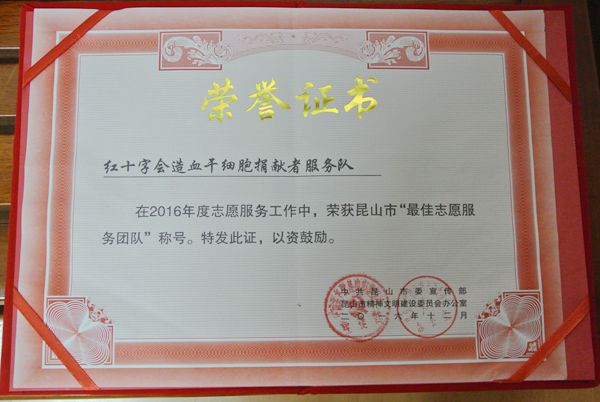 荣誉证书
红十字会造血干细胞捐献者服务队
在2016年度志愿服务工作中，荣获昆山市“最佳志愿服
务团队”称号。特发此证，以资鼓励。
中共昆山市委宣传部
昆山市精神文明建设委员会办公室
二〇一六年十二月